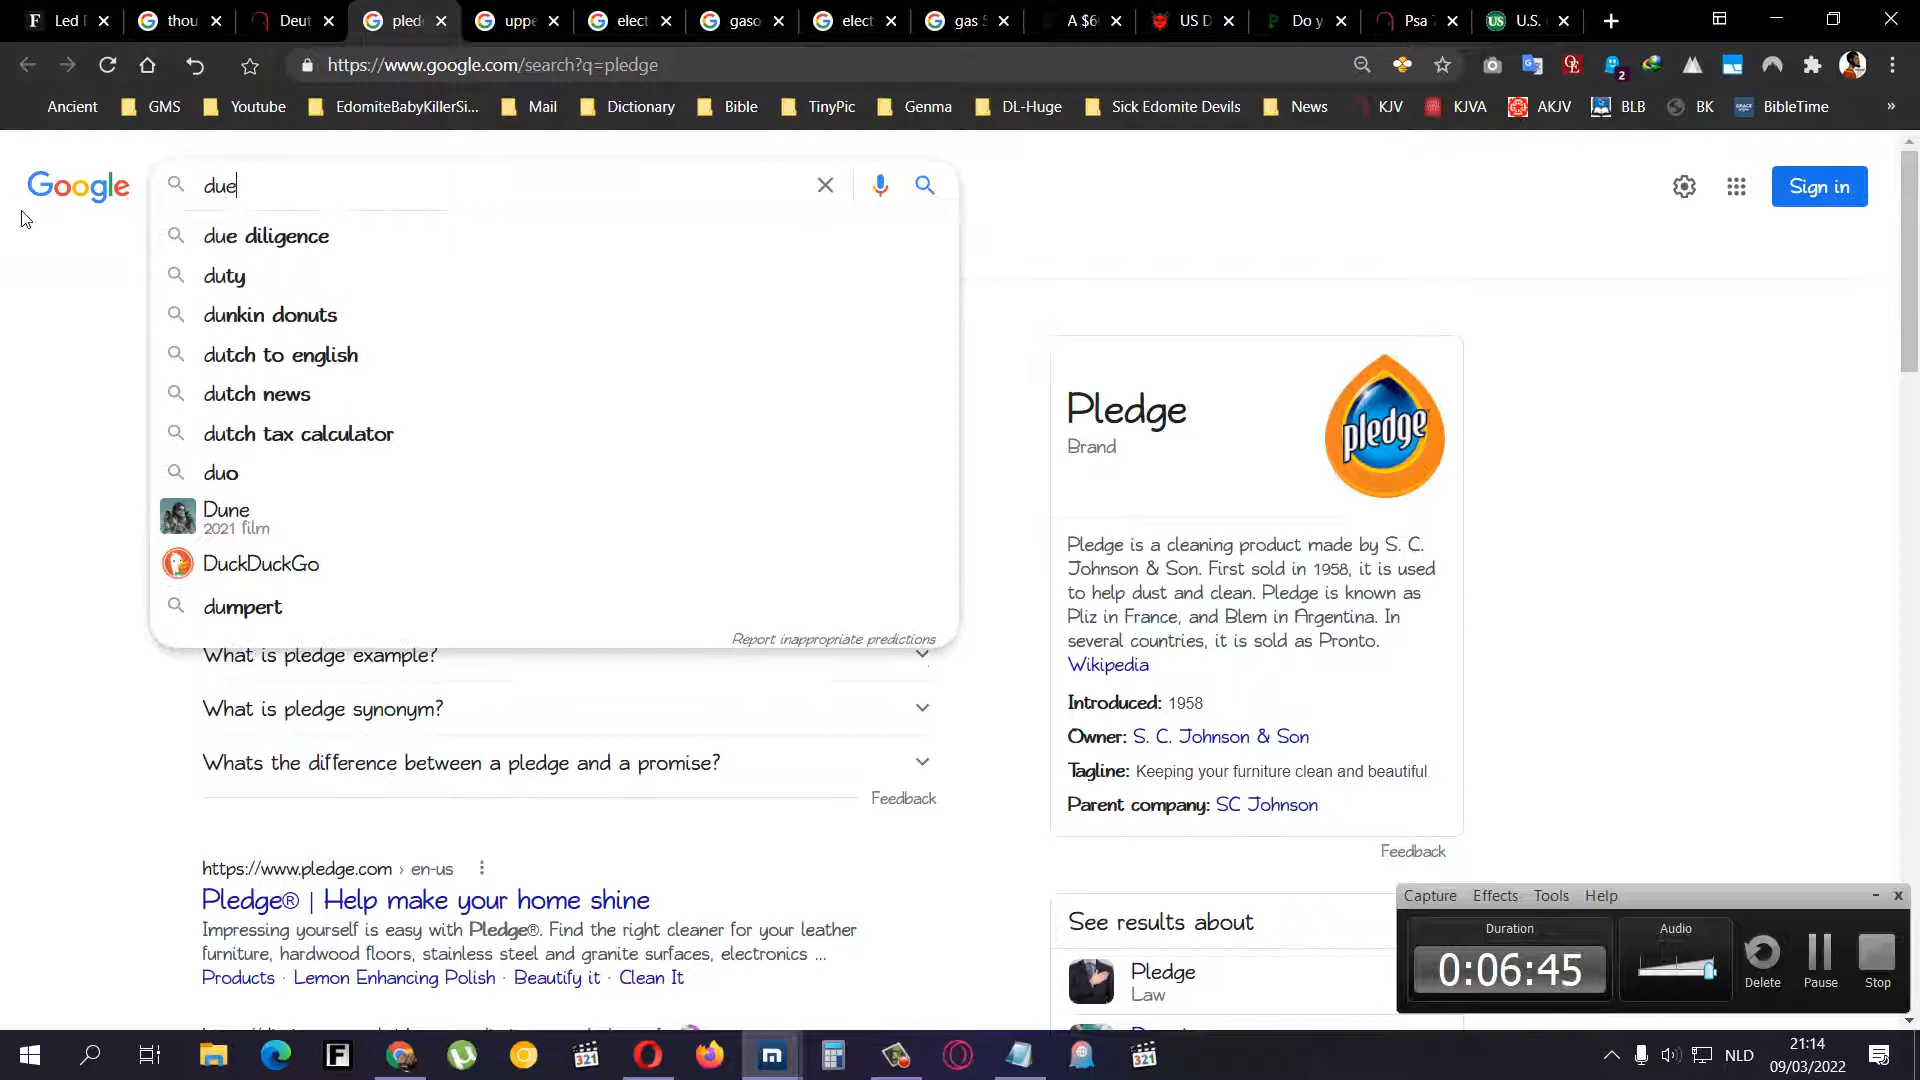 Led D
thou
Deut
pled
uppe
elect
gaso
elect
gas 5
A $6
US D
Do y
Psa 7
U.S.
https://www.google.com/search?q=pledge
2
Ancient GMS Youtube EdomiteBabyKillerSi... Mail Dictionary Bible TinyPic Genma DL-Huge Sick Edomite Devils News KJV KJVA AKJV BLB BK BibleTime »
Google
due
Sign in
due diligence
duty
dunkin donuts
dutch to english
dutch news
dutch tax calculator
duo
Dune
2021 film
DuckDuckGo
dumpert
Report inappropriate predictions
What is pledge example?
What is pledge synonym?
Whats the difference between a pledge and a promise?
Feedback
https://www.pledge.com › en-us
Pledge® | Help make your home shine
Impressing yourself is easy with Pledge®. Find the right cleaner for your leather
furniture, hardwood floors, stainless steel and granite surfaces, electronics ...
Products · Lemon Enhancing Polish · Beautify it · Clean It
Pledge
Brand
pledge
Pledge is a cleaning product made by S. C.
Johnson & Son. First sold in 1958, it is used
to help dust and clean. Pledge is known as
Pliz in France, and Blem in Argentina. In
several countries, it is sold as Pronto.
Wikipedia
Introduced: 1958
Owner: S. C. Johnson & Son
Tagline: Keeping your furniture clean and beautiful
Parent company: SC Johnson
Feedback
See results about
Pledge
Law
Capture Effects Tools Help
Duration
0:06:45
Audio
Delete
Pause
Stop
NLD
21:14
09/03/2022